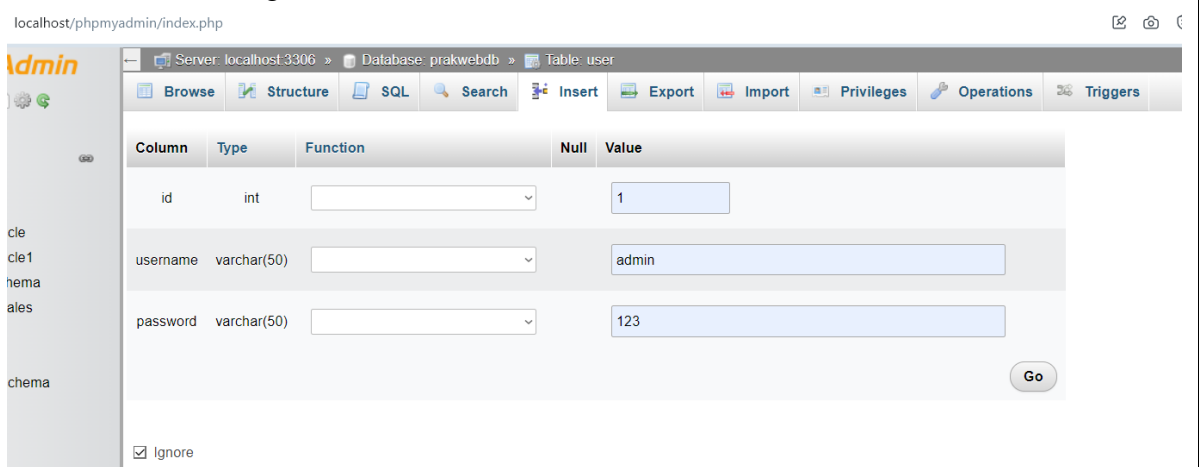 localhost/phpmyadmin/index.php
Admin
Server: localhost:3306 » Database: prakwebdb » Table: user
Browse Structure SQL Search Insert Export Import Privileges Operations Triggers
Column Type Function Null Value
id int 1
cle
cle1
username varchar(50) admin
hema
ales
password varchar(50) 123
chema
Go
Ignore